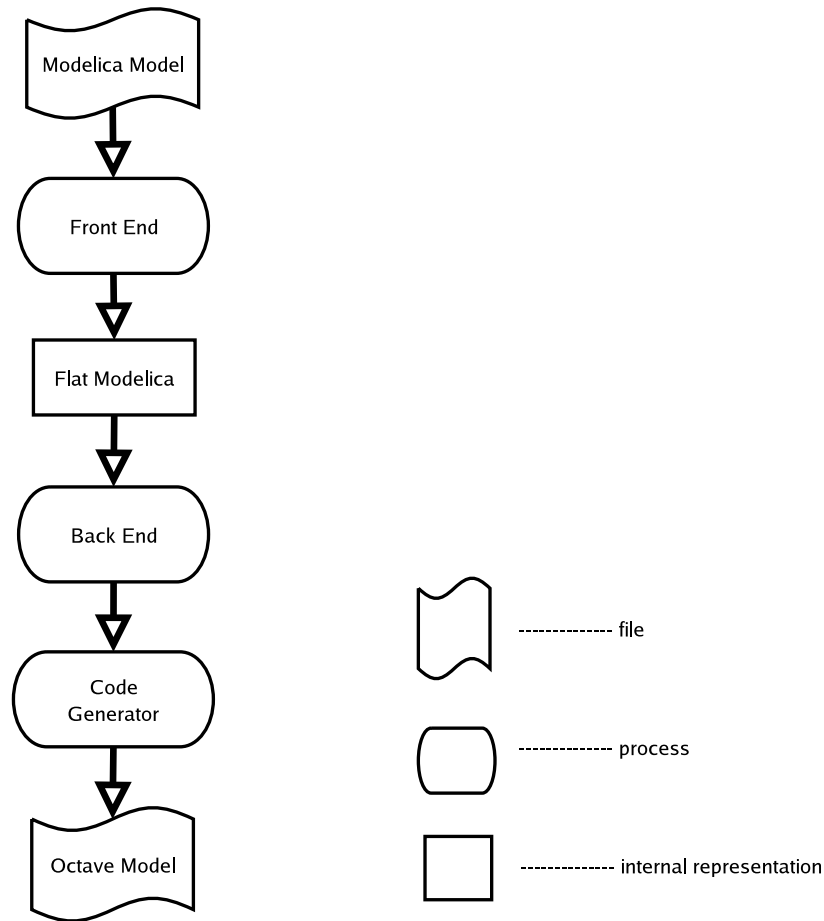 Modelica Model
Front End
Flat Modelica
Back End
Code
Generator
Octave Model
file
process
internal representation